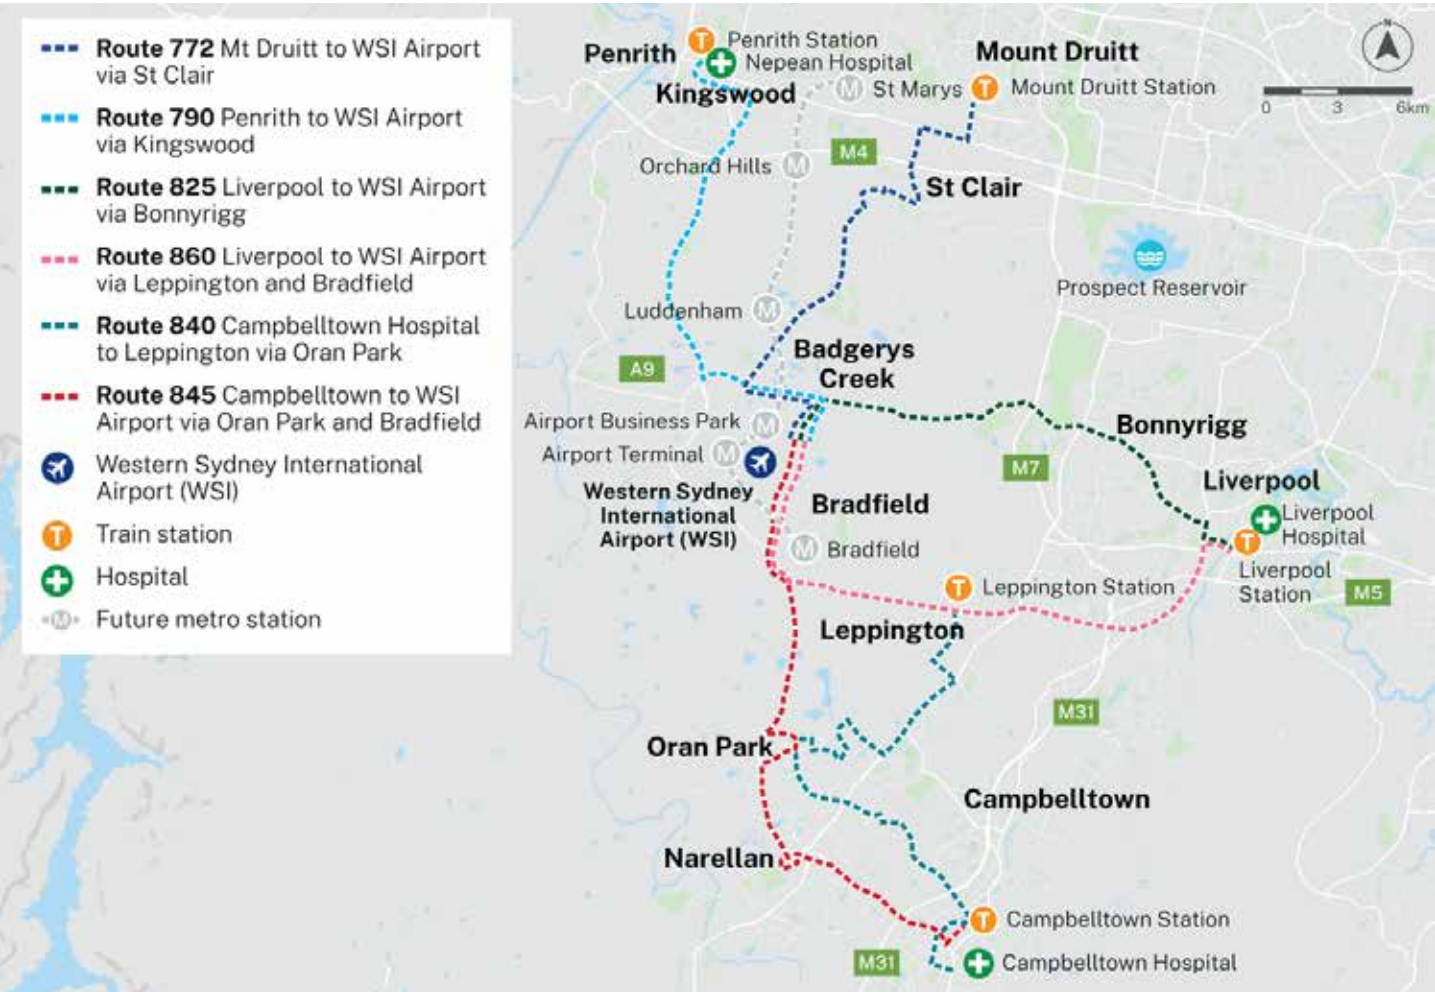 Route 772 Mt Druitt to WSI Airport
via St Clair
Route 790 Penrith to WSI Airport
via Kingswood
Route 825 Liverpool to WSI Airport
via Bonnyrigg
Route 860 Liverpool to WSI Airport
via Leppington and Bradfield
Route 840 Campbelltown Hospital
to Leppington via Oran Park
Route 845 Campbelltown to WSI
Airport via Oran Park and Bradfield
Western Sydney International
Airport (WSI)
T Train station
Hospital
M Future metro station
Penrith
T Penrith Station
Nepean Hospital
Kingswood
M St Marys
Mount Druitt
T Mount Druitt Station
N
0 3 6km
Orchard Hills M
M4
St Clair
Prospect Reservoir
Luddenham M
A9
Badgerys
Creek
Airport Business Park M
Airport Terminal M
Western Sydney
International
Airport (WSI)
Bonnyrigg
M7
Liverpool
Liverpool
Hospital
T
Liverpool
Station
M5
Bradfield
M Bradfield
T Leppington Station
Leppington
M31
Oran Park
Campbelltown
Narellan
T Campbelltown Station
M31
Campbelltown Hospital